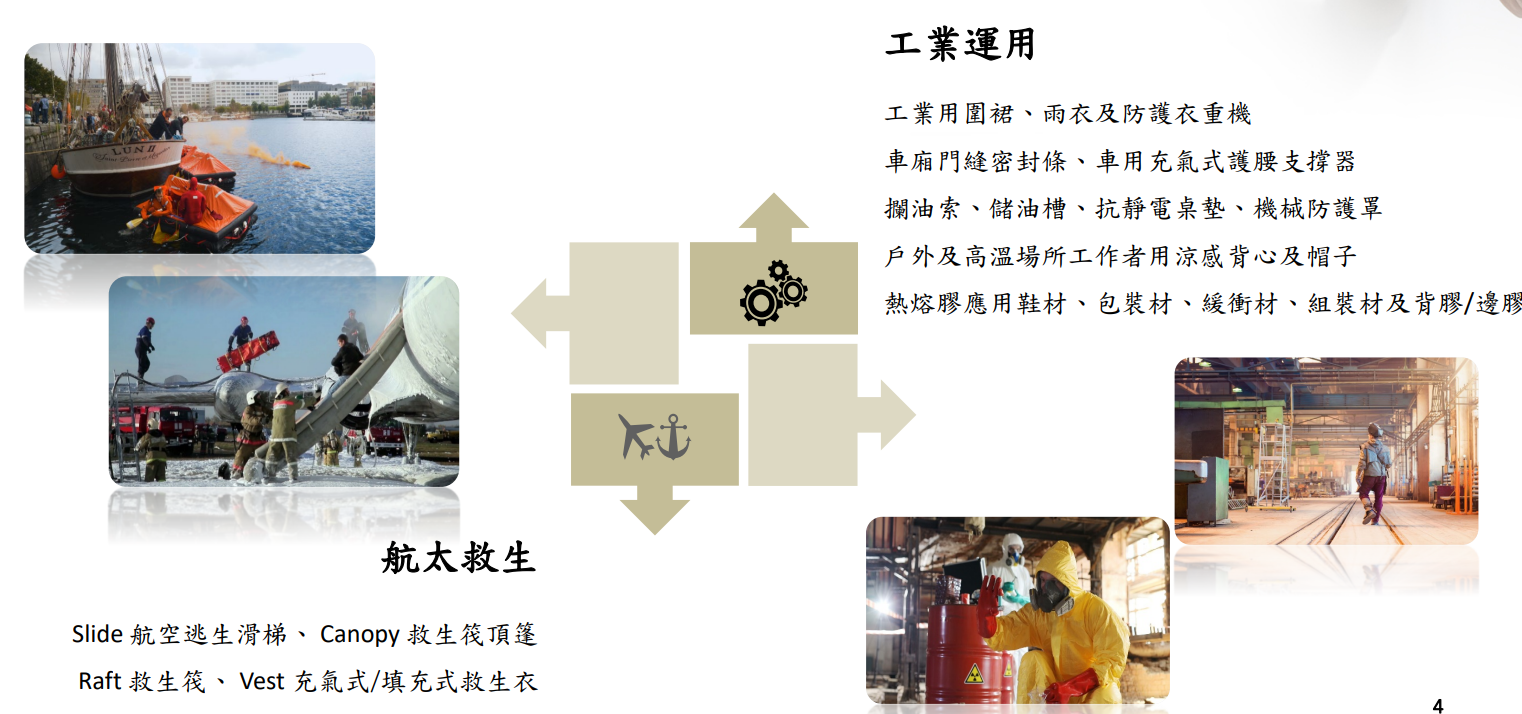 工業運用
工業用圍裙、雨衣及防護衣重機
車廂門縫密封條、車用充氣式護腰支撐器
攔油索、儲油槽、抗靜電桌墊、機械防護罩
戶外及高溫場所工作者用涼感背心及帽子
熱熔膠應用鞋材、包裝材、緩衝材、組裝材及背膠/邊膠
LUN II
航太救生
Slide 航空逃生滑梯、 Canopy 救生筏頂篷
Raft 救生筏、 Vest 充氣式/填充式救生衣
4